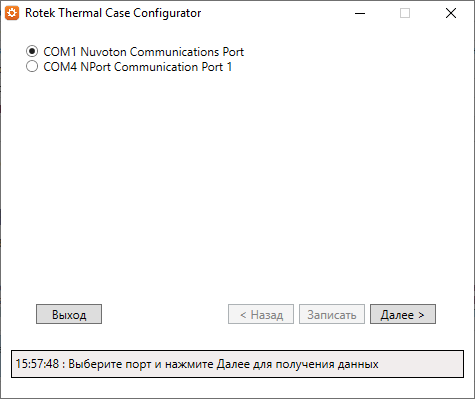 Rotek Thermal Case Configurator
COM1 Nuvoton Communications Port
COM4 NPort Communication Port 1
Выход
< Назад
Записать
Далее >
15:57:48 : Выберите порт и нажмите Далее для получения данных